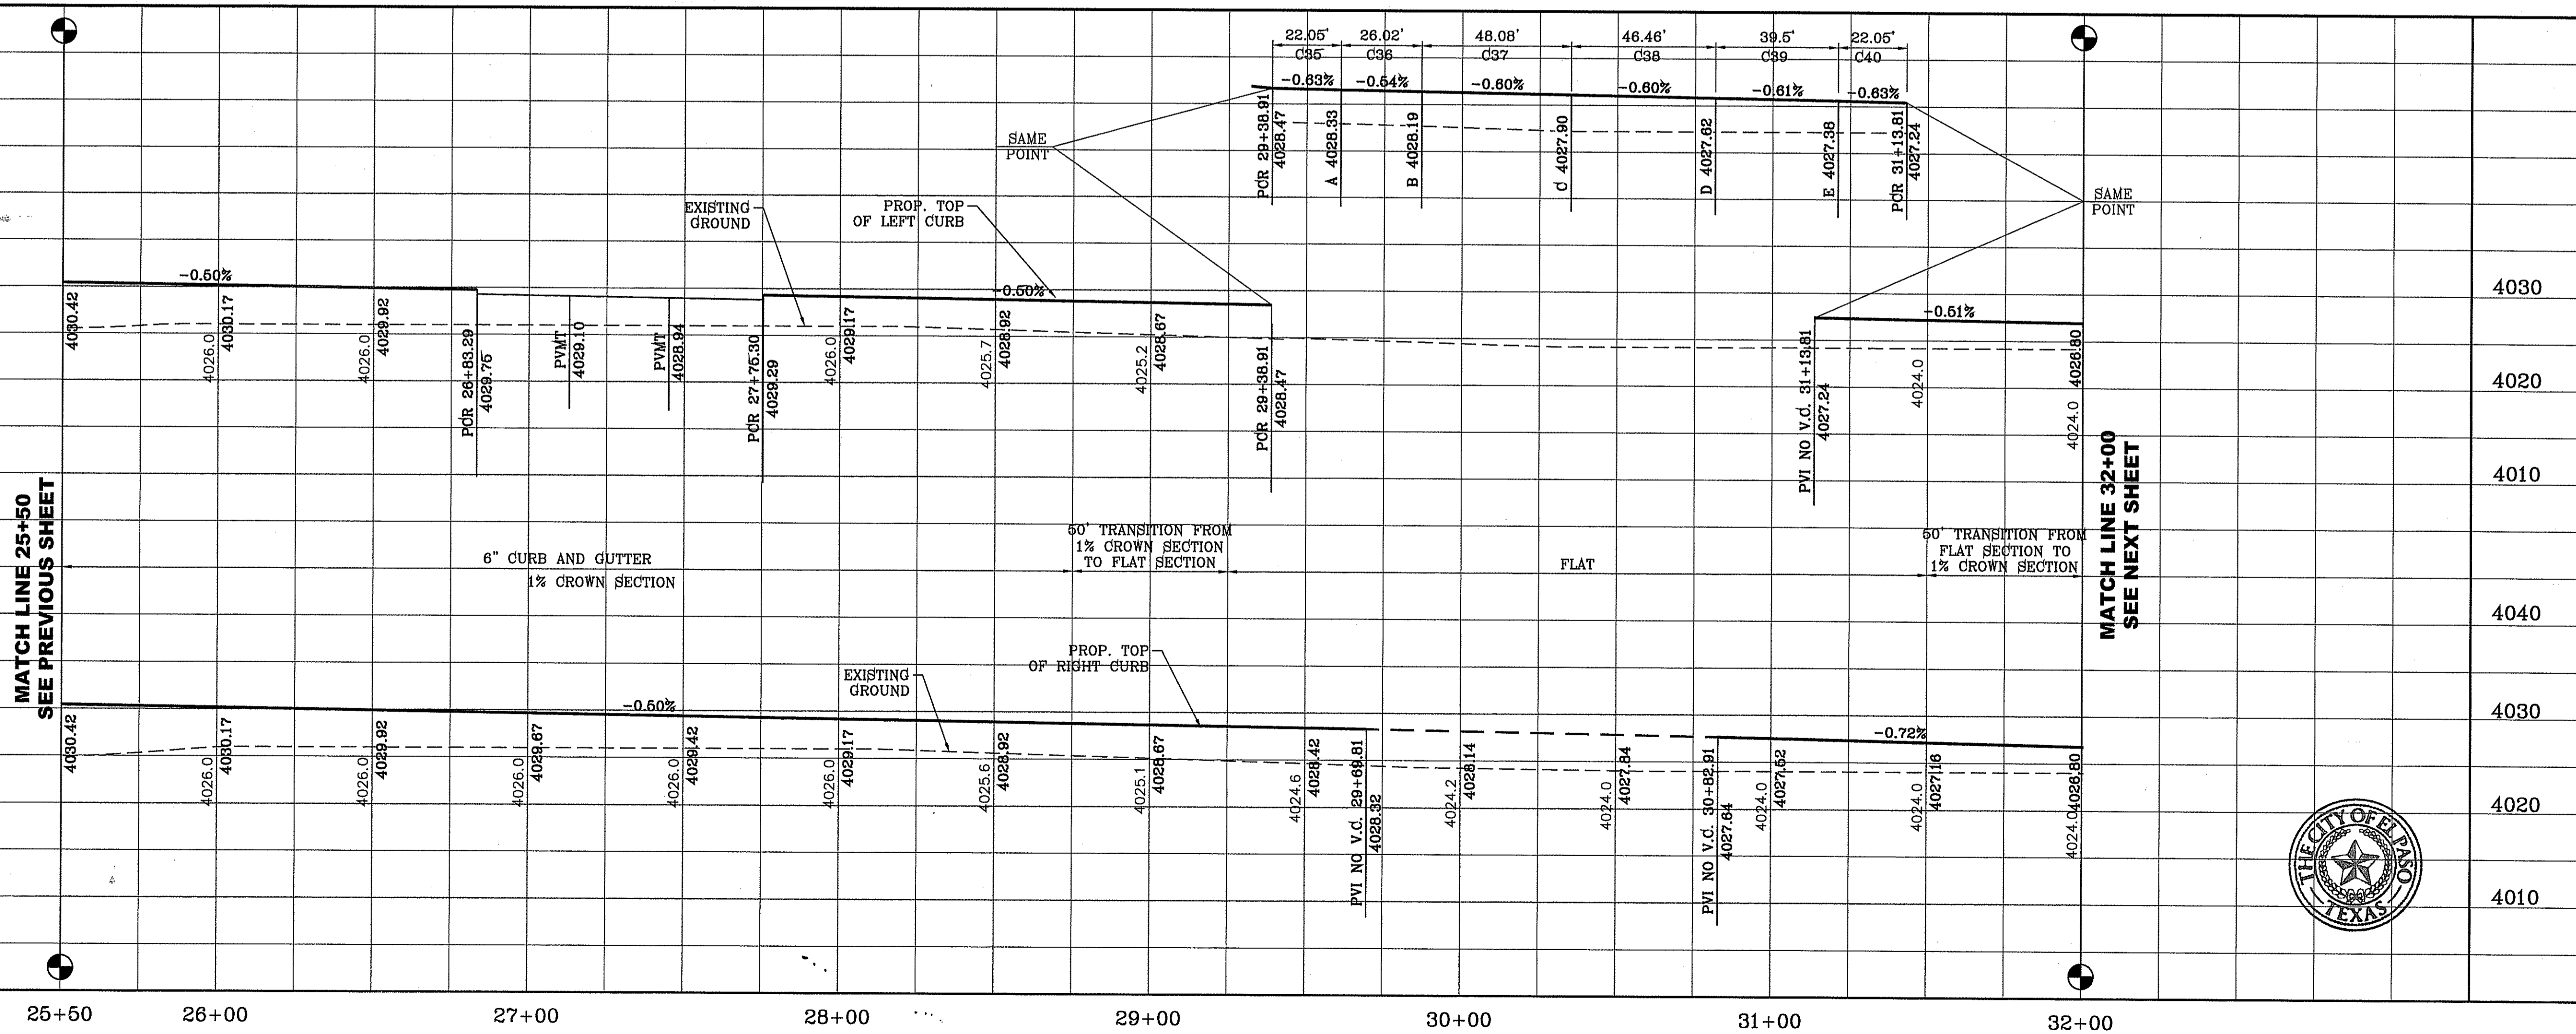 22.05' 26.02' 48.08' 46.46' 39.5' 22.05'
C35 C36 C37 C38 C39 C40
-0.63% -0.54% -0.60% -0.60% -0.61% -0.63%
PCR 29+38.91
4028.47
A 4028.33
B 4028.19
C 4027.90
D 4027.62
E 4027.38
PCR 31+13.81
4027.24
SAME
POINT
SAME
POINT
EXISTING
GROUND
PROP. TOP
OF LEFT CURB
-0.50%
-0.50%
-0.51%
4030
4020
4010
4030.42
4026.0
4030.17
4026.0
4029.92
PCR 26+83.29
4029.75
PVMT
4029.10
PVMT
4028.94
PCR 27+75.30
4029.29
4026.0
4029.17
4025.7
4028.92
4025.2
4028.67
PCR 29+38.91
4028.47
PVI NO V.C. 31+13.81
4027.24
4024.0
4024.0
4026.80
MATCH LINE 25+50
SEE PREVIOUS SHEET
6" CURB AND GUTTER
1% CROWN SECTION
50' TRANSITION FROM
1% CROWN SECTION
TO FLAT SECTION
FLAT
50' TRANSITION FROM
FLAT SECTION TO
1% CROWN SECTION
MATCH LINE 32+00
SEE NEXT SHEET
4040
4030
4020
4010
EXISTING
GROUND
PROP. TOP
OF RIGHT CURB
-0.50%
-0.72%
4030.42
4026.0
4030.17
4026.0
4029.92
4026.0
4029.67
4026.0
4029.42
4026.0
4029.17
4025.6
4028.92
4025.1
4028.67
4024.6
4028.42
PVI NO V.C. 29+69.81
4028.32
4024.2
4028.14
4024.0
4027.84
PVI NO V.C. 30+82.91
4027.64
4024.0
4027.52
4024.0
4027.16
4024.0
4026.80
THE CITY OF EL PASO
TEXAS
25+50 26+00 27+00 28+00 29+00 30+00 31+00 32+00